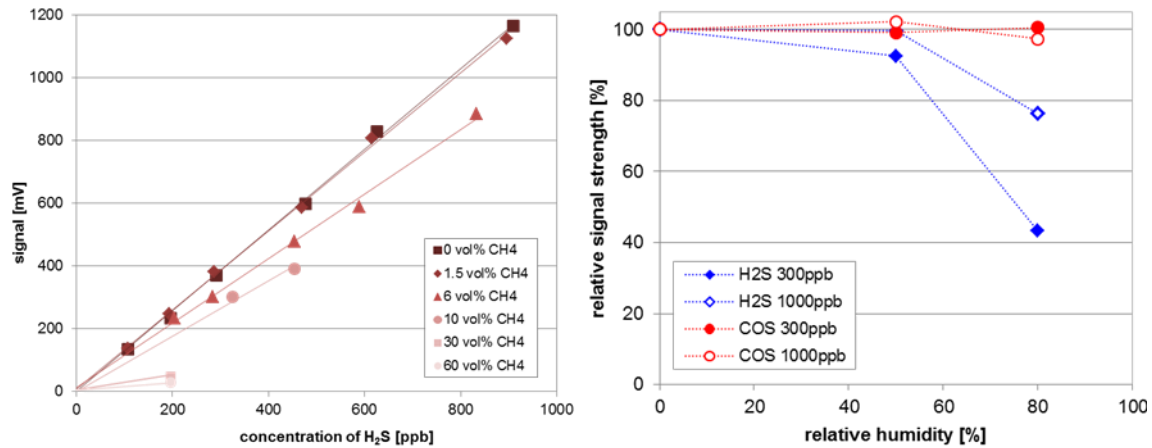 1200
1000
800
600
400
200
0
signal [mV]
0 200 400 600 800 1000
concentration of H₂S [ppb]
0 vol% CH4
1.5 vol% CH4
6 vol% CH4
10 vol% CH4
30 vol% CH4
60 vol% CH4
100
80
60
40
20
0
relative signal strength [%]
H2S 300ppb
H2S 1000ppb
COS 300ppb
COS 1000ppb
0 20 40 60 80 100
relative humidity [%]